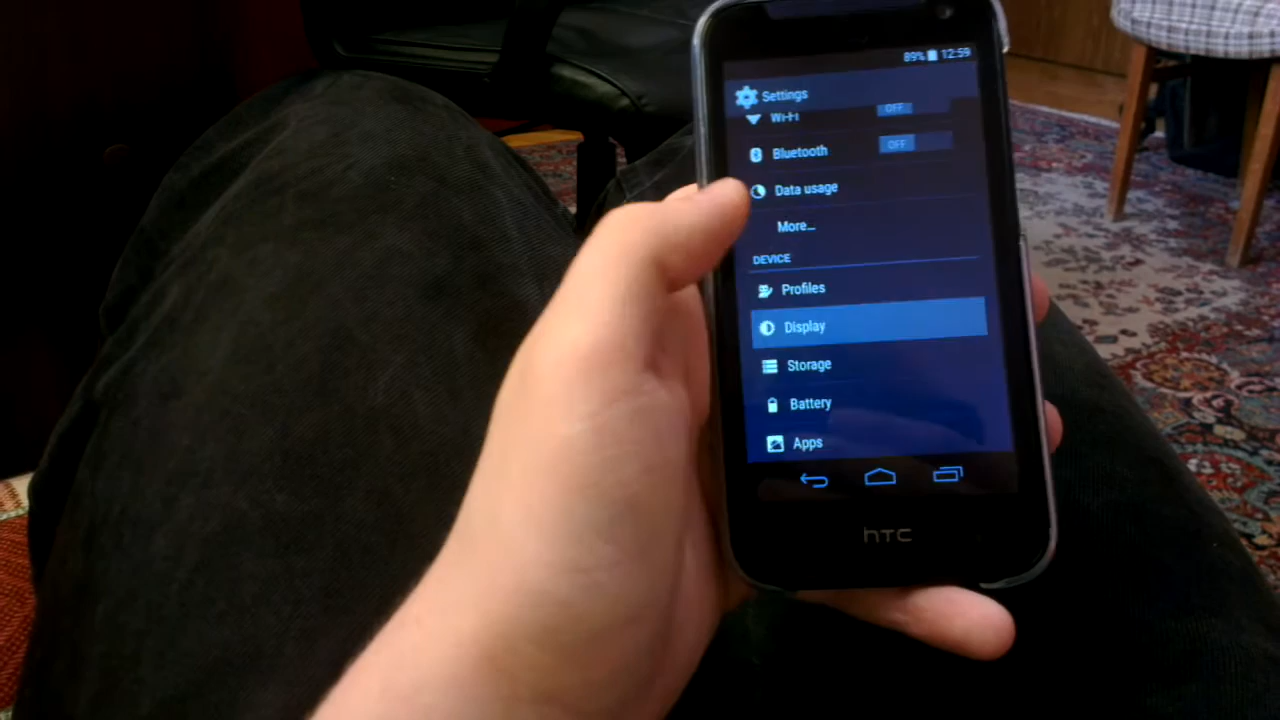 89% 12:59
Settings
Wi-Fi OFF
Bluetooth OFF
Data usage
More...
DEVICE
Profiles
Display
Storage
Battery
Apps
hTC